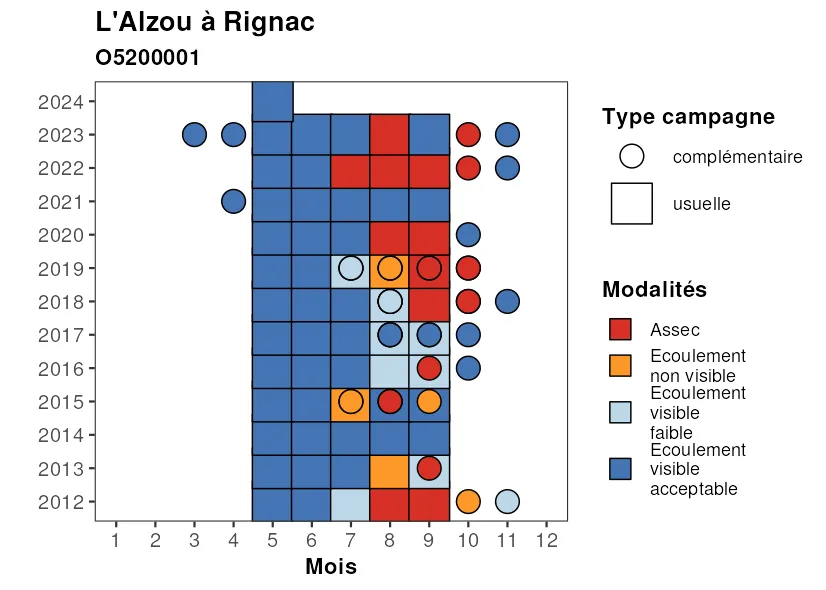 L'Alzou à Rignac
O5200001
2024
2023
2022
2021
2020
2019
2018
2017
2016
2015
2014
2013
2012
1 2 3 4 5 6 7 8 9 10 11 12
Mois
Type campagne
complémentaire
usuelle
Modalités
Assec
Ecoulement
non visible
Ecoulement
visible
faible
Ecoulement
visible
acceptable